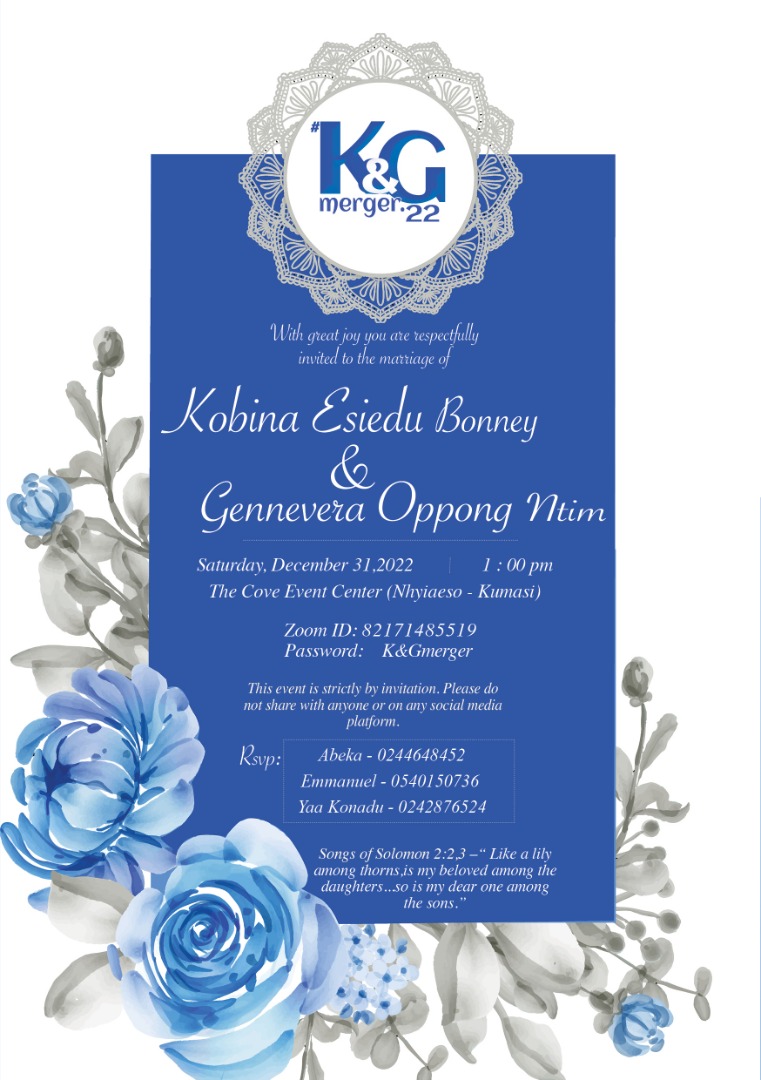 #K&G
merger.22
With great joy you are respectfully
invited to the marriage of
Kobina Esiedu Bonney
&
Gennevera Oppong Ntim
Saturday, December 31,2022 | 1 : 00 pm
The Cove Event Center (Nhyiaeso - Kumasi)
Zoom ID: 82171485519
Password: K&Gmerger
This event is strictly by invitation. Please do
not share with anyone or on any social media
platform.
Rsvp: Abeka - 0244648452
Emmanuel - 0540150736
Yaa Konadu - 0242876524
Songs of Solomon 2:2,3 –“ Like a lily
among thorns,is my beloved among the
daughters...so is my dear one among
the sons.”